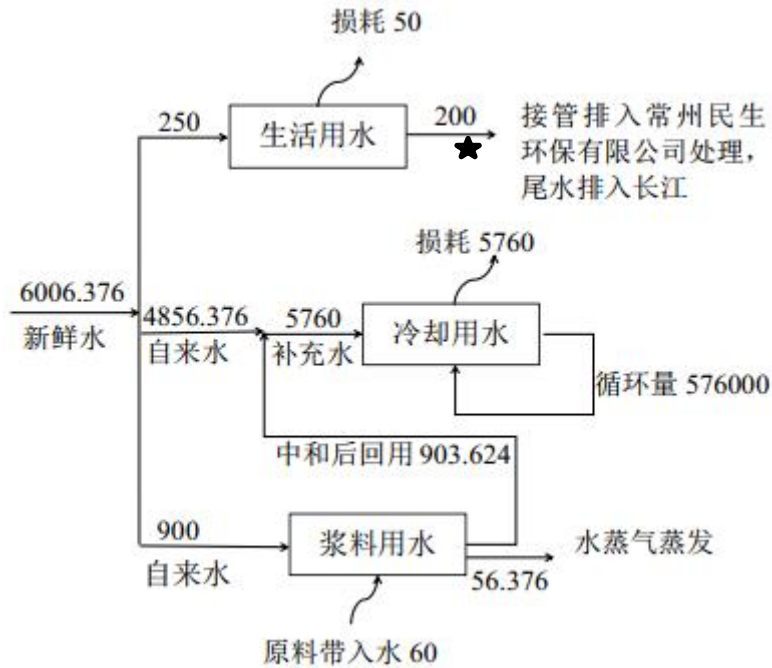 损耗 50
250
生活用水
200
接管排入常州民生
环保有限公司处理，
尾水排入长江
损耗 5760
6006.376
新鲜水
4856.376
自来水
5760
补充水
冷却用水
循环量 576000
中和后回用 903.624
900
自来水
浆料用水
水蒸气蒸发
56.376
原料带入水 60